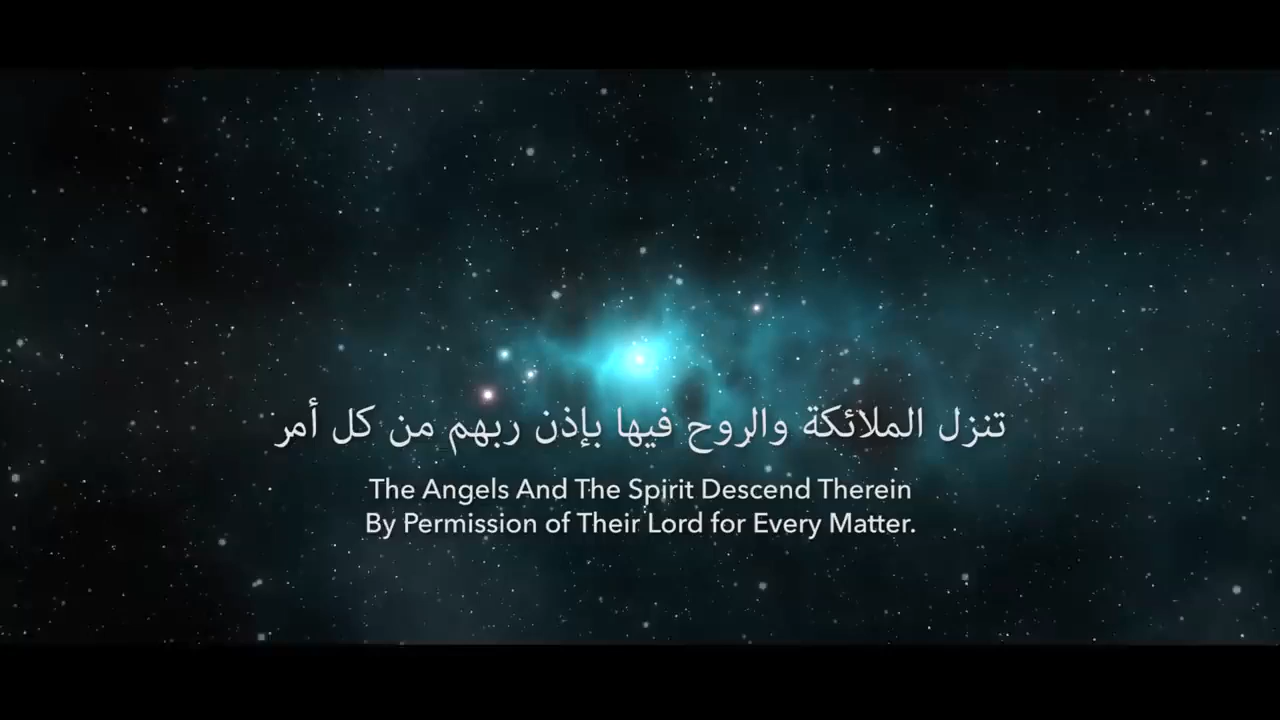 تنزل الملائكة والروح فيها بإذن ربهم من كل أمر
The Angels And The Spirit Descend Therein
By Permission of Their Lord for Every Matter.